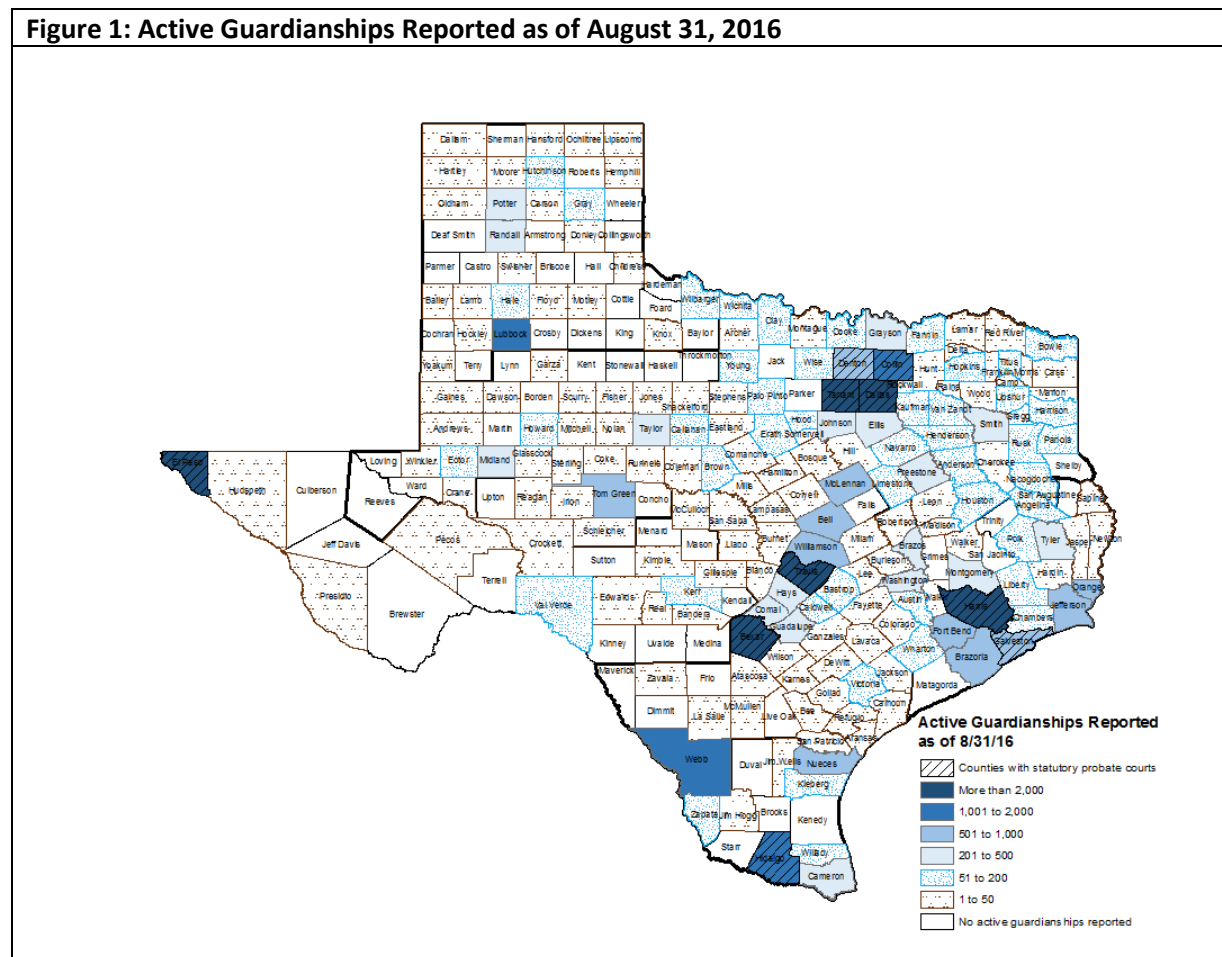 Figure 1: Active Guardianships Reported as of August 31, 2016
Dallam Sherman Hansford Ochiltree Lipscomb
Hartley Moore Hutchinson Roberts Hemphill
Oldham Potter Carson Gray Wheeler
Deaf Smith Randall Armstrong Donley Collingsworth
Parmer Castro Swisher Briscoe Hall Childress
Hardeman
Bailey Lamb Hale Floyd Motley Cottle Foard Wilbarger Wichita Clay
Cochran Hockley Lubbock Crosby Dickens King Knox Baylor Archer Montague Cooke Grayson Fannin Lamar Red River Bowie
Delta Titus
Yoakum Terry Lynn Garza Kent Stonewall Haskell Throckmorton Young Jack Wise Denton Collin Hunt Hopkins Franklin Morris Cass
Rockwall Rains Camp
Gaines Dawson Borden Scurry Fisher Jones Shackelford Stephens Palo Pinto Parker Tarrant Dallas Kaufman Van Zandt Wood Upshur Marion
Gregg Harrison
Andrews Martin Howard Mitchell Nolan Taylor Callahan Eastland Erath Somervell Hood Johnson Ellis Henderson Smith Rusk Panola
El Paso Hudspeth Culberson Loving Winkler Ector Midland Glasscock Sterling Coke Runnels Coleman Brown Comanche Hamilton Bosque Hill Navarro Freestone Anderson Cherokee Shelby
Nacogdoches
Reeves Ward Crane Upton Reagan Irion Tom Green Concho McCulloch Mills Coryell McLennan Limestone Leon Houston San Augustine Sabine
Angelina
San Saba Lampasas Bell Falls Robertson Madison Trinity
Jeff Davis Pecos Crockett Schleicher Menard Mason Llano Burnet Williamson Milam Brazos Grimes Walker San Jacinto Polk Tyler Jasper Newton
Presidio Brewster Terrell Sutton Kimble Gillespie Blanco Travis Lee Burleson Washington Montgomery Liberty Hardin Orange
Val Verde Edwards Kerr Kendall Hays Bastrop Austin Harris Chambers Jefferson
Real Bandera Comal Caldwell Fayette Colorado Fort Bend Galveston
Guadalupe Gonzales Lavaca Wharton Brazoria
Kinney Uvalde Medina Bexar Wilson DeWitt Jackson Matagorda
Maverick Zavala Frio Atascosa Karnes Goliad Victoria Calhoun
Dimmit La Salle McMullen Live Oak Bee Refugio Aransas
San Patricio
Webb Duval Jim Wells Nueces
Kleberg
Zapata Jim Hogg Brooks Kenedy
Starr Hidalgo Willacy
Cameron
Active Guardianships Reported
as of 8/31/16
Counties with statutory probate courts
More than 2,000
1,001 to 2,000
501 to 1,000
201 to 500
51 to 200
1 to 50
No active guardianships reported